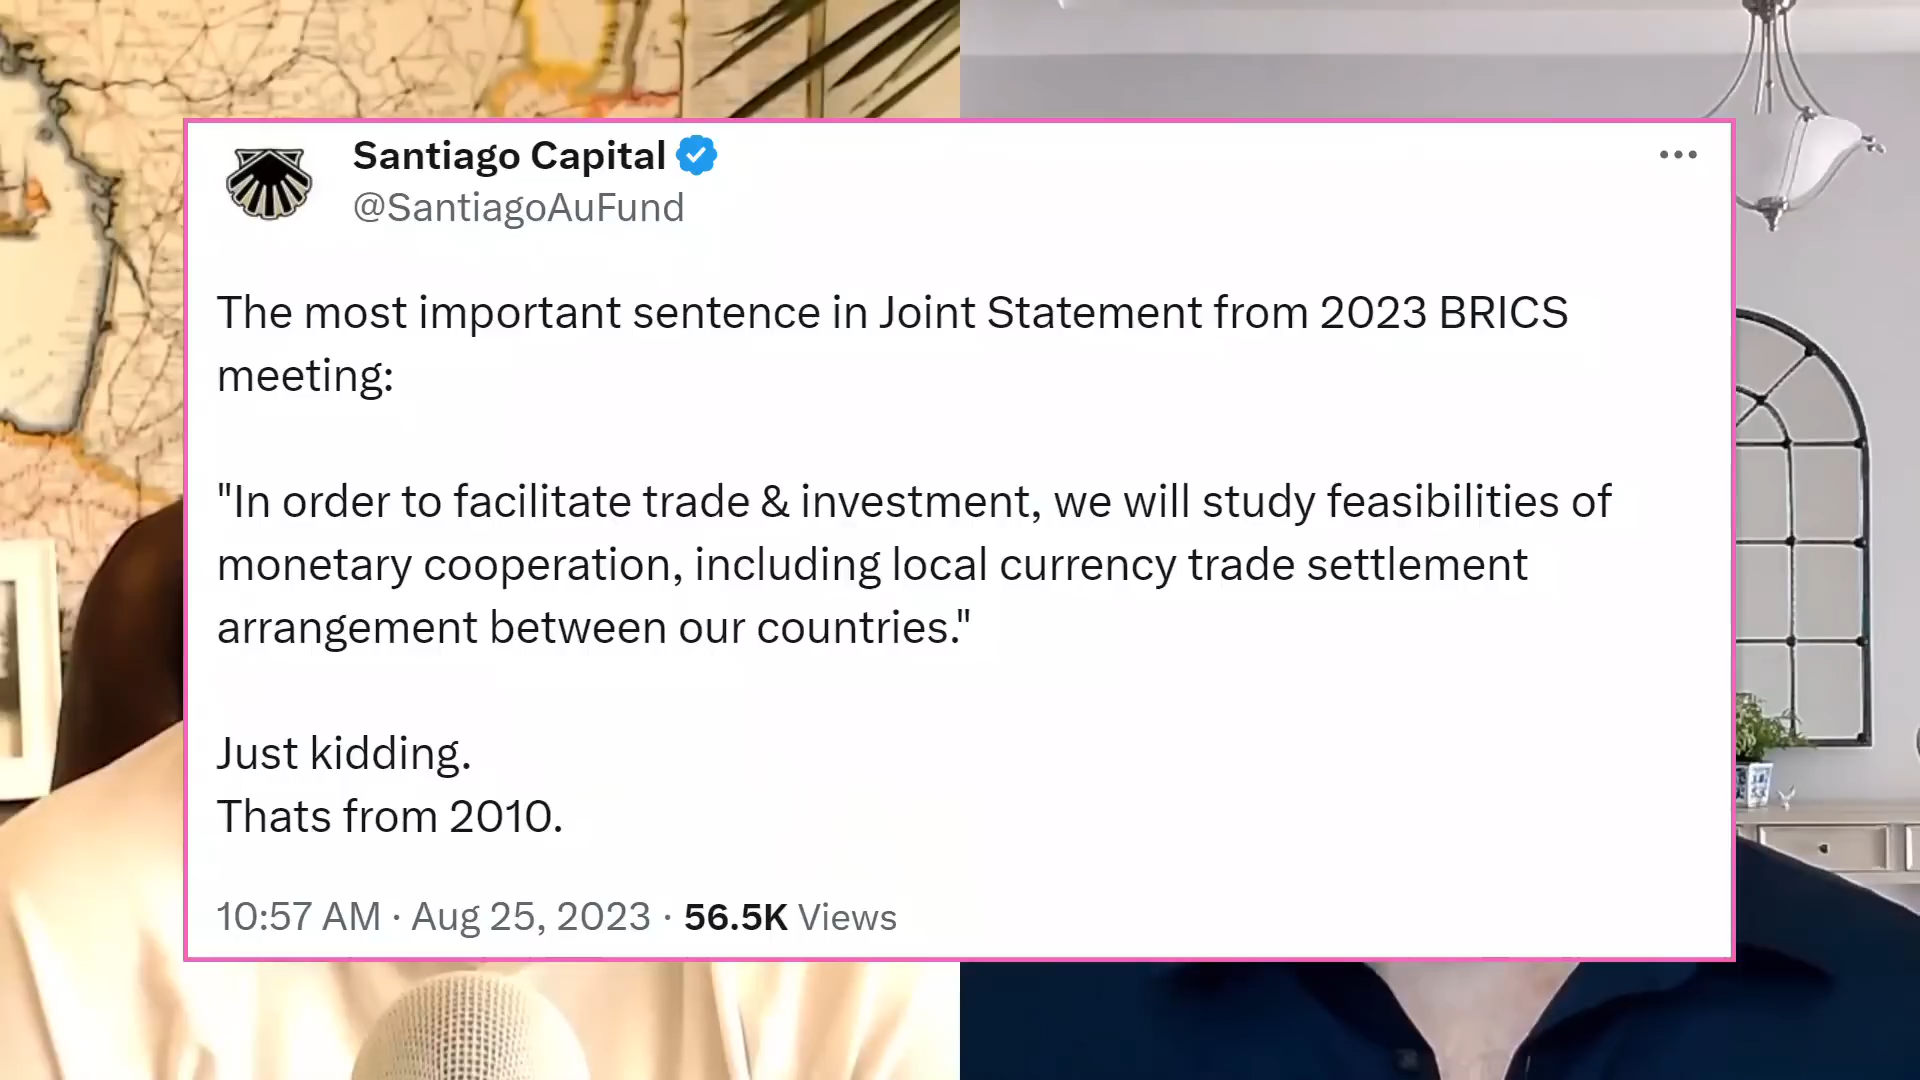 Santiago Capital
@SantiagoAuFund
The most important sentence in Joint Statement from 2023 BRICS
meeting:
"In order to facilitate trade & investment, we will study feasibilities of
monetary cooperation, including local currency trade settlement
arrangement between our countries."
Just kidding.
Thats from 2010.
10:57 AM · Aug 25, 2023 · 56.5K Views